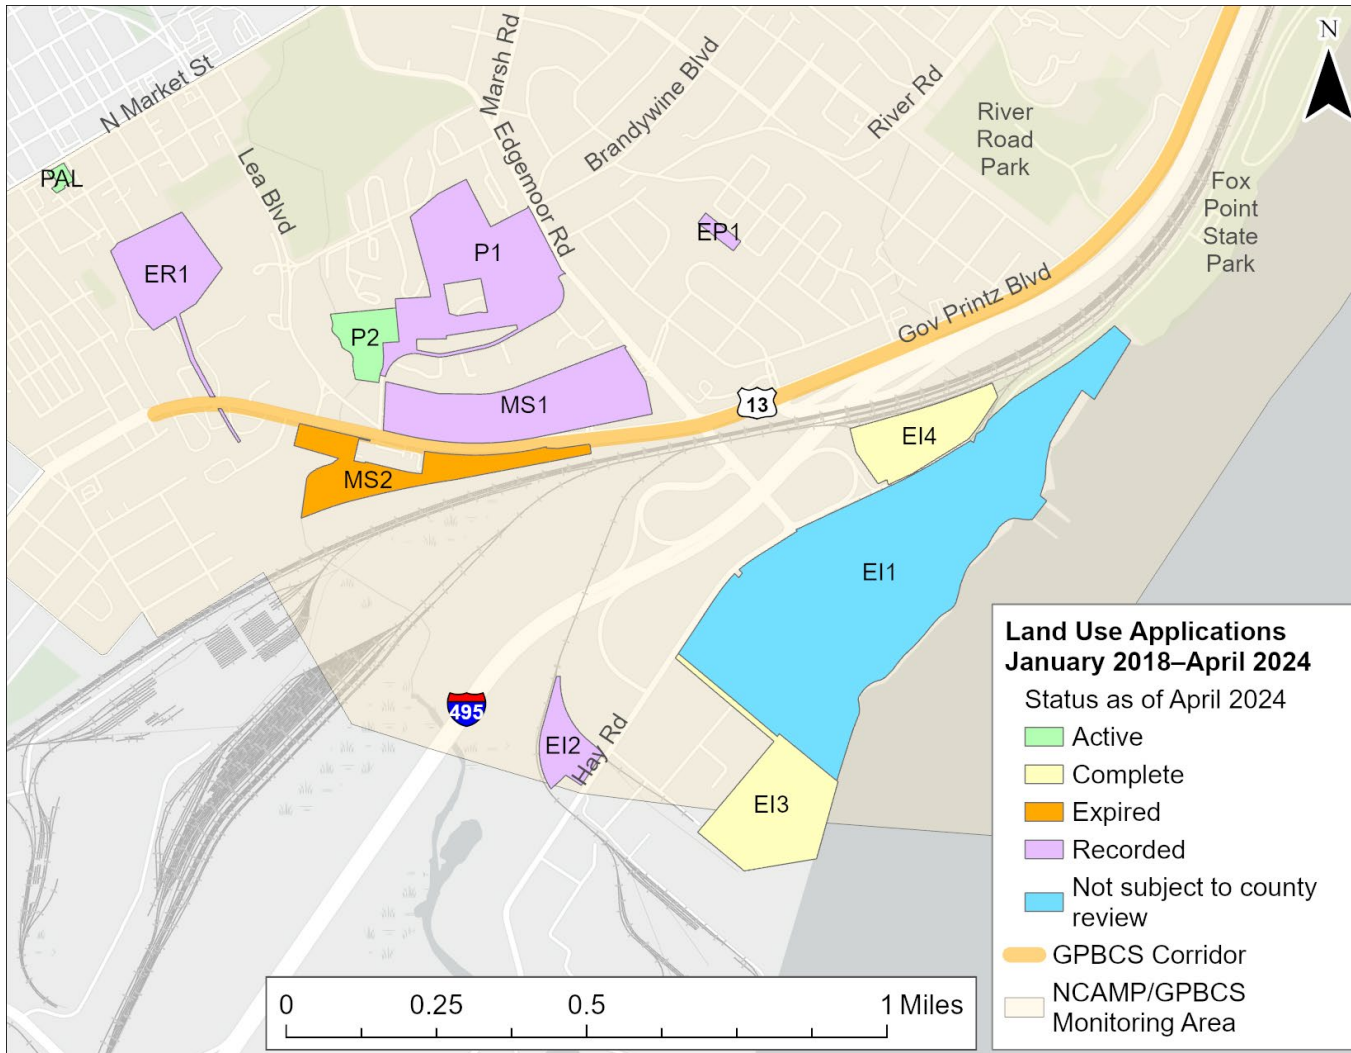 N
N Market St
Marsh Rd
Brandywine Blvd
River Rd
River
Road
Park
Lea Blvd
Edgemoor Rd
Fox
Point
State
Park
PAL
ER1
P1
EP1
P2
Gov Printz Blvd
MS1
13
EI4
MS2
EI1
495
EI2
Hay Rd
EI3
Land Use Applications
January 2018–April 2024
Status as of April 2024
Active
Complete
Expired
Recorded
Not subject to county
review
GPBCS Corridor
NCAMP/GPBCS
Monitoring Area
0 0.25 0.5 1 Miles